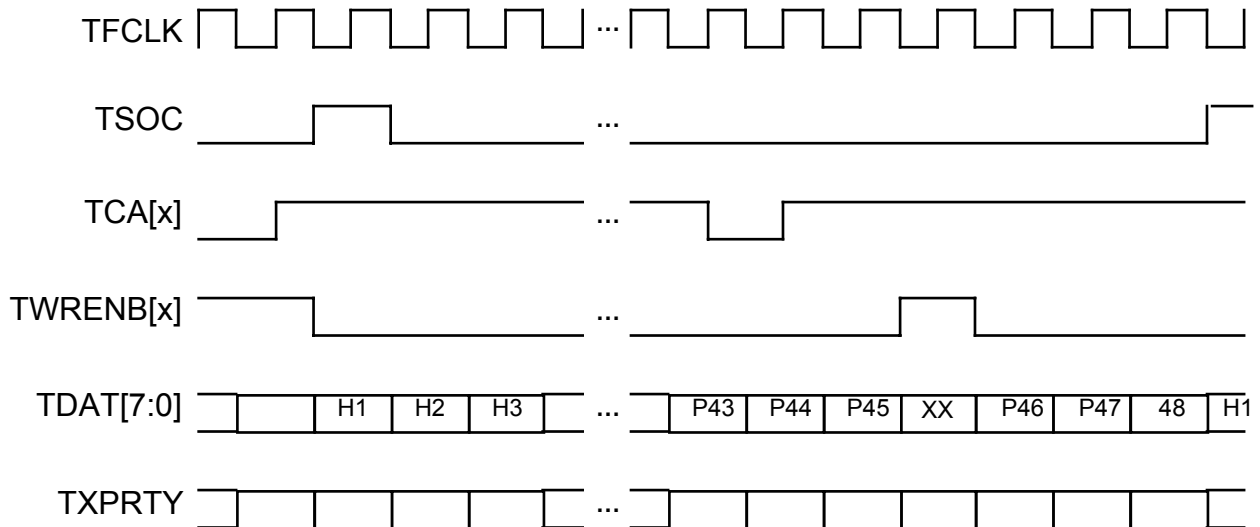 TFCLK ...
TSOC ...
TCA[x] ...
TWRENB[x] ...
TDAT[7:0] H1 H2 H3 ... P43 P44 P45 XX P46 P47 48 H1
TXPRTY ...